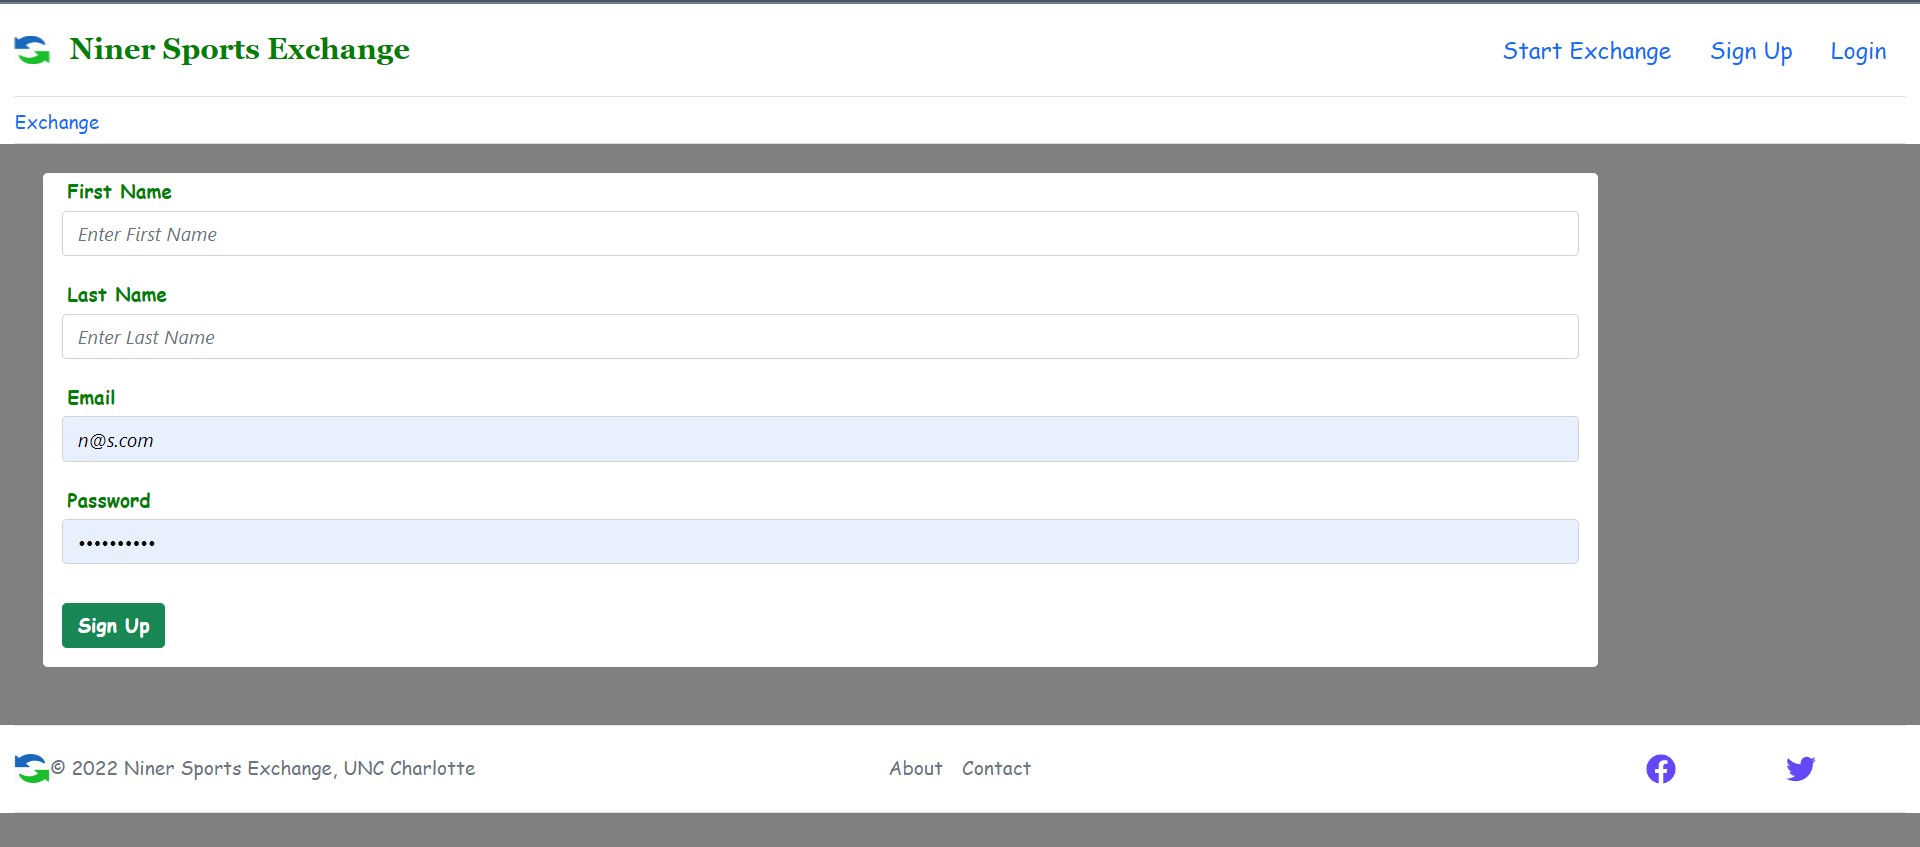 Niner Sports Exchange
Start Exchange Sign Up Login
Exchange
First Name
Enter First Name
Last Name
Enter Last Name
Email
n@s.com
Password
••••••••••
Sign Up
© 2022 Niner Sports Exchange, UNC Charlotte
About Contact